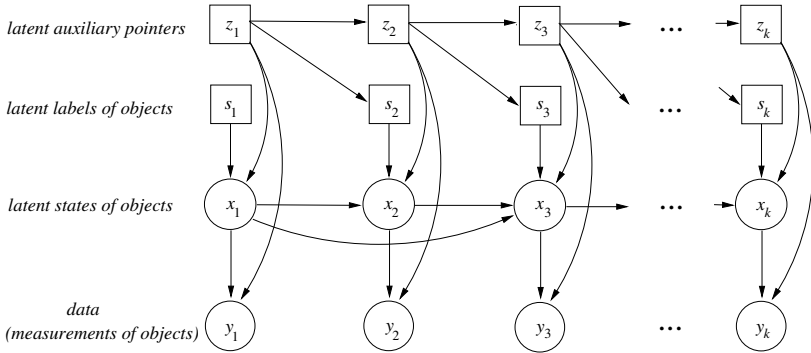 latent auxiliary pointers z₁ z₂ z₃ ... zₖ
latent labels of objects s₁ s₂ s₃ ... sₖ
latent states of objects x₁ x₂ x₃ ... xₖ
data
(measurements of objects) y₁ y₂ y₃ ... yₖ